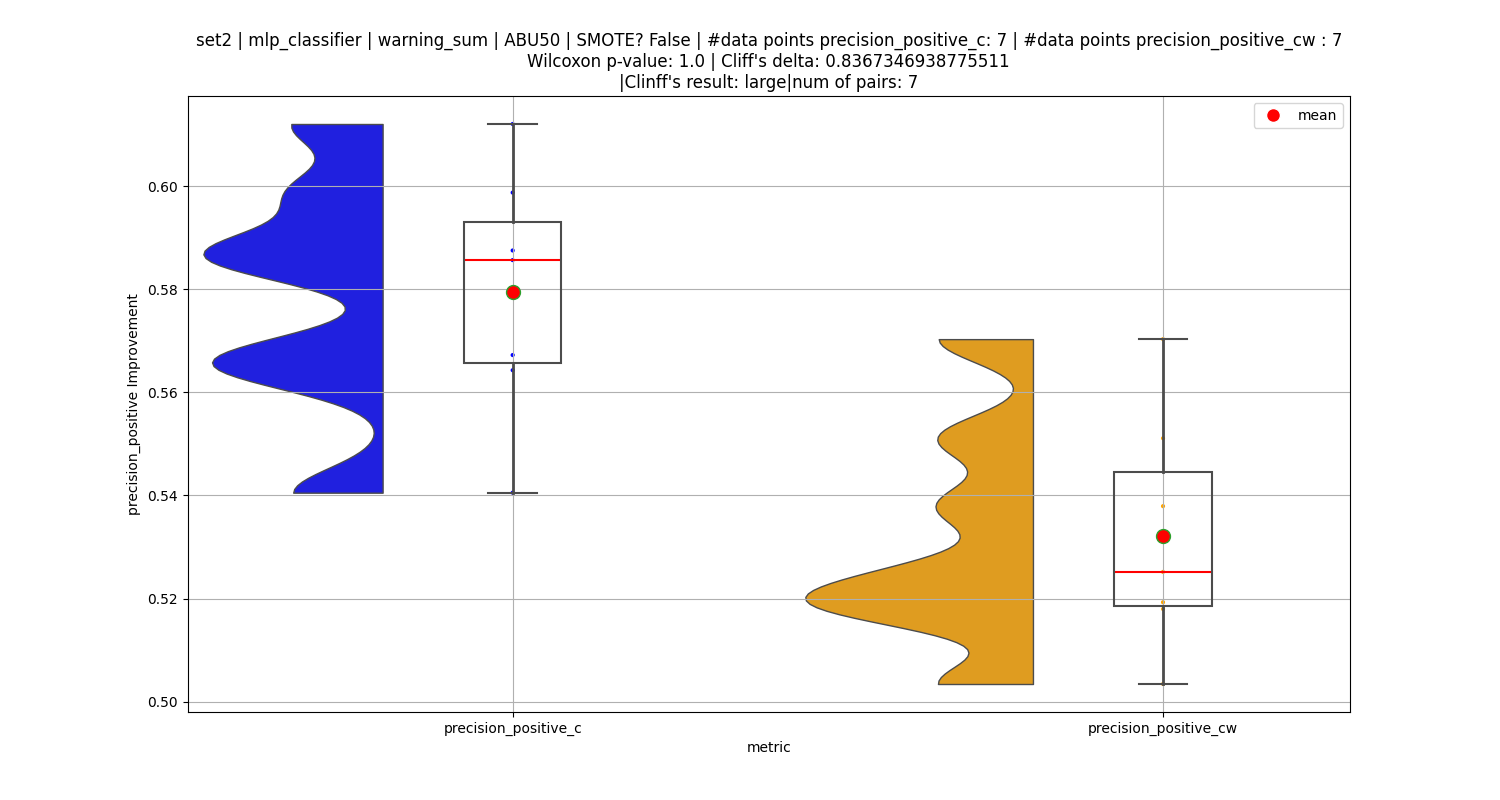 set2 | mlp_classifier | warning_sum | ABU50 | SMOTE? False | #data points precision_positive_c: 7 | #data points precision_positive_cw : 7
Wilcoxon p-value: 1.0 | Cliff's delta: 0.8367346938775511
|Clinff's result: large|num of pairs: 7
mean
precision_positive Improvement
0.60
0.58
0.56
0.54
0.52
0.50
precision_positive_c
precision_positive_cw
metric